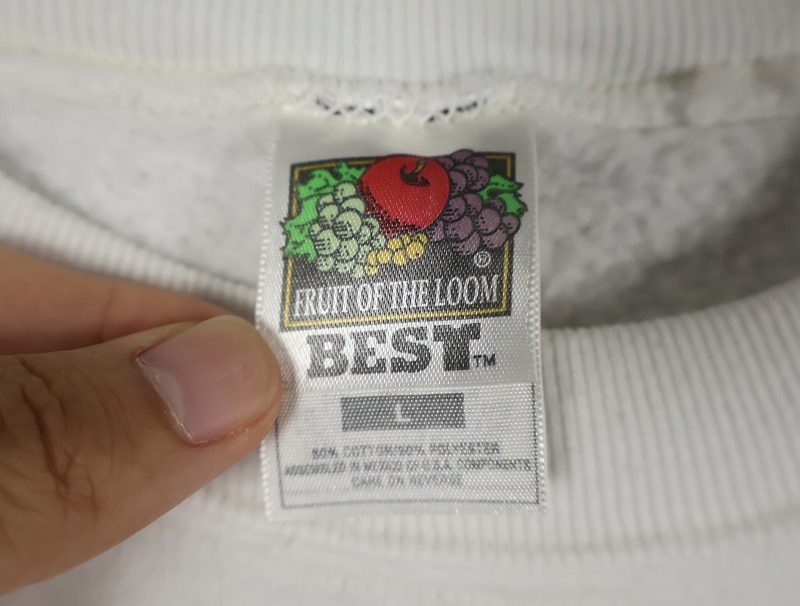 ®
FRUIT OF THE LOOM
BEST™
L
50% COTTON/50% POLYESTER
ASSEMBLED IN MEXICO OF U.S.A. COMPONENTS
CARE ON REVERSE